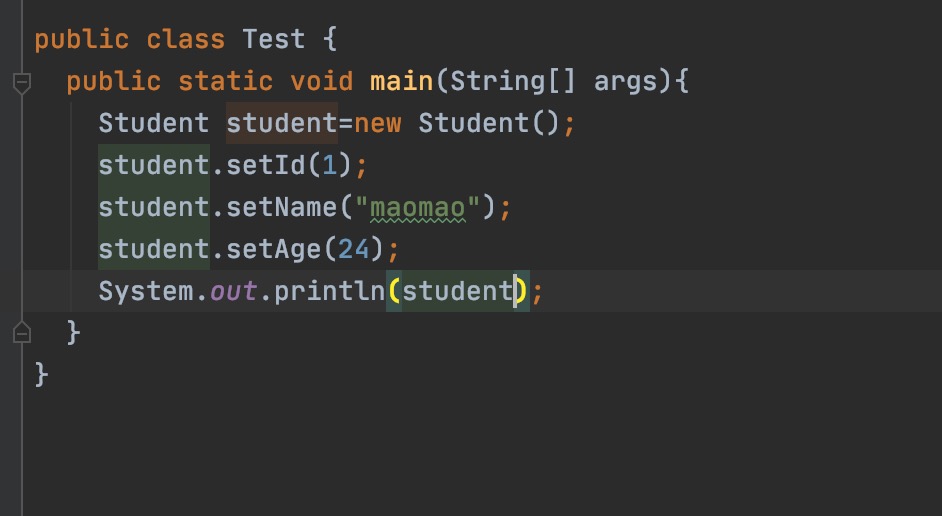 public class Test {
public static void main(String[] args){
Student student=new Student();
student.setId(1);
student.setName("maomao");
student.setAge(24);
System.out.println(student);
}
}